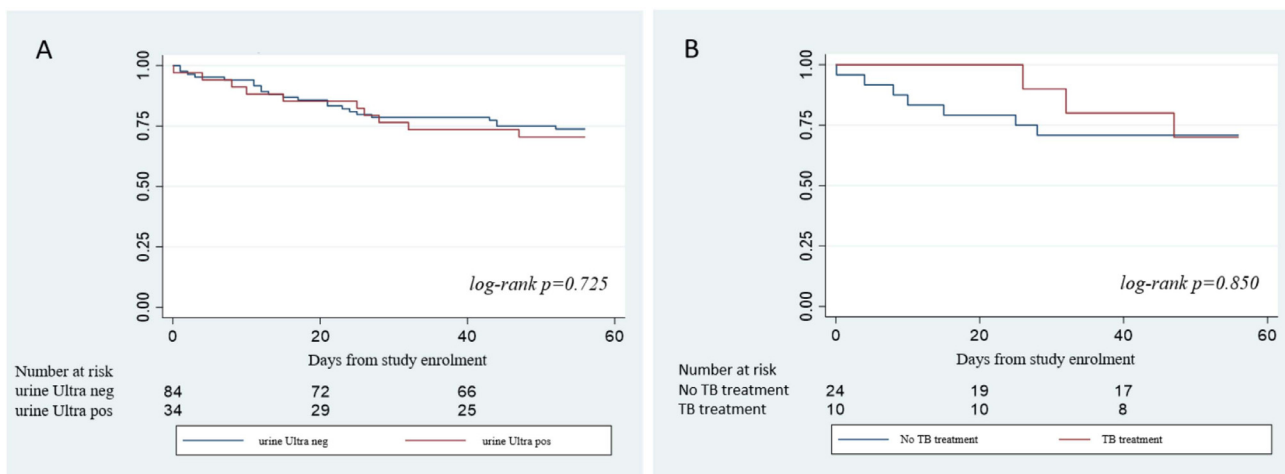 A
1.00
0.75
0.50
0.25
0.00
log-rank p=0.725
0 20 40 60
Days from study enrolment
Number at risk
urine Ultra neg 84 72 66
urine Ultra pos 34 29 25
urine Ultra neg urine Ultra pos
B
1.00
0.75
0.50
0.25
0.00
log-rank p=0.850
0 20 40 60
Days from study enrolment
Number at risk
No TB treatment 24 19 17
TB treatment 10 10 8
No TB treatment TB treatment